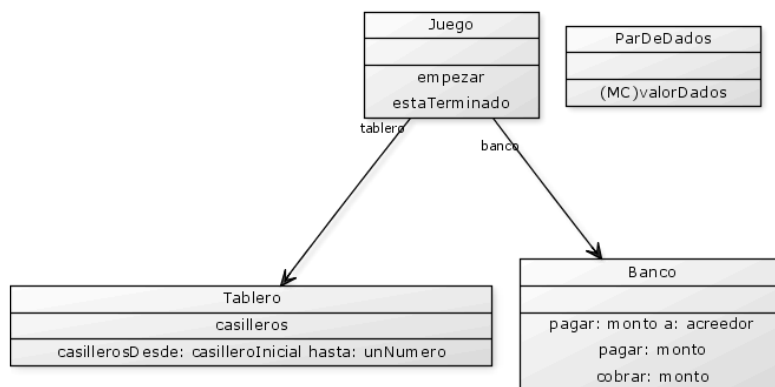 Juego
empezar
estaTerminado
ParDeDados
(MC)valorDados
tablero
banco
Tablero
casilleros
casillerosDesde: casilleroInicial hasta: unNumero
Banco
pagar: monto a: acreedor
pagar: monto
cobrar: monto